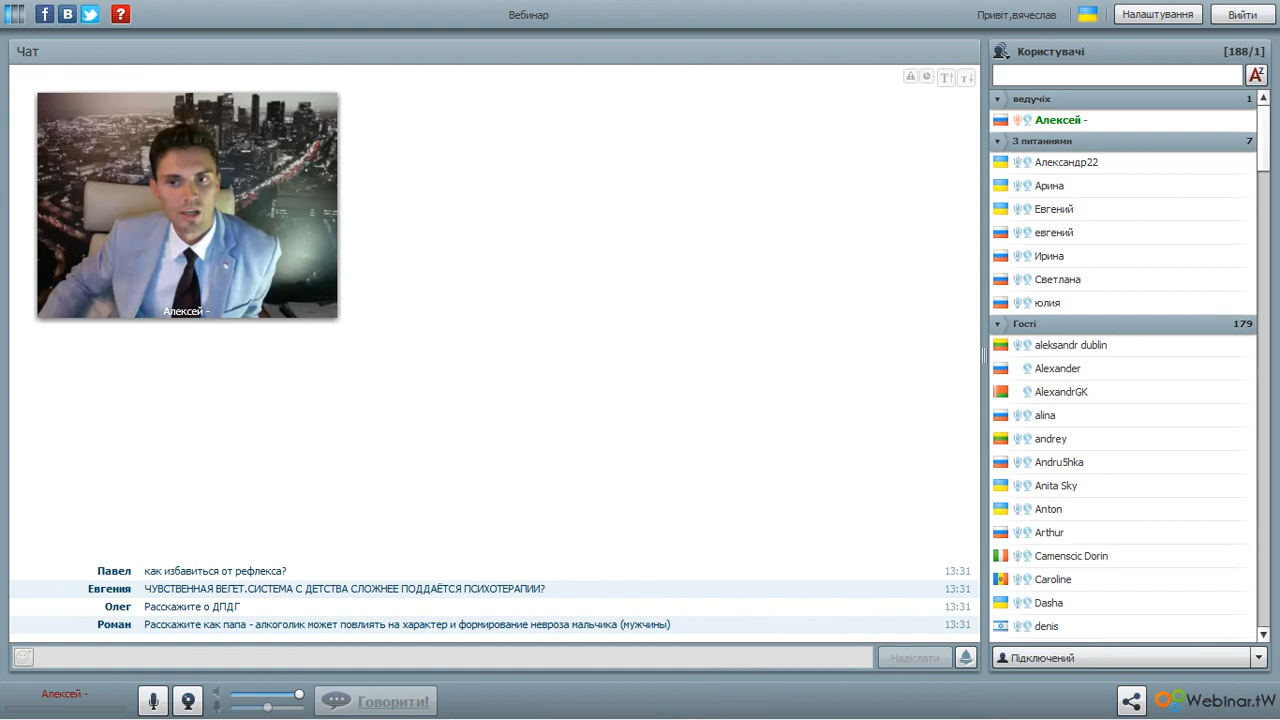 f B ?
Вебинар
Привіт,вячеслав
Налаштування
Вийти
Чат
T T
Алексей -
Павел как избавиться от рефлекса? 13:31
Евгения ЧУВСТВЕННАЯ ВЕГЕТ.СИСТЕМА С ДЕТСТВА СЛОЖНЕЕ ПОДДАЁТСЯ ПСИХОТЕРАПИИ? 13:31
Олег Расскажите о ДПДГ 13:31
Роман Расскажите как папа - алкоголик может повлиять на характер и формирование невроза мальчика (мужчины) 13:31
Надіслати
Користувачі [188/1]
AZ
ведучіх 1
Алексей -
З питаннями 7
Александр22
Арина
Евгений
евгений
Ирина
Светлана
юлия
Гості 179
aleksandr dublin
Alexander
AlexandrGK
alina
andrey
Andru5hka
Anita Sky
Anton
Arthur
Camenscic Dorin
Caroline
Dasha
denis
Підключений
Алексей -
Говорити!
Webinar.tW